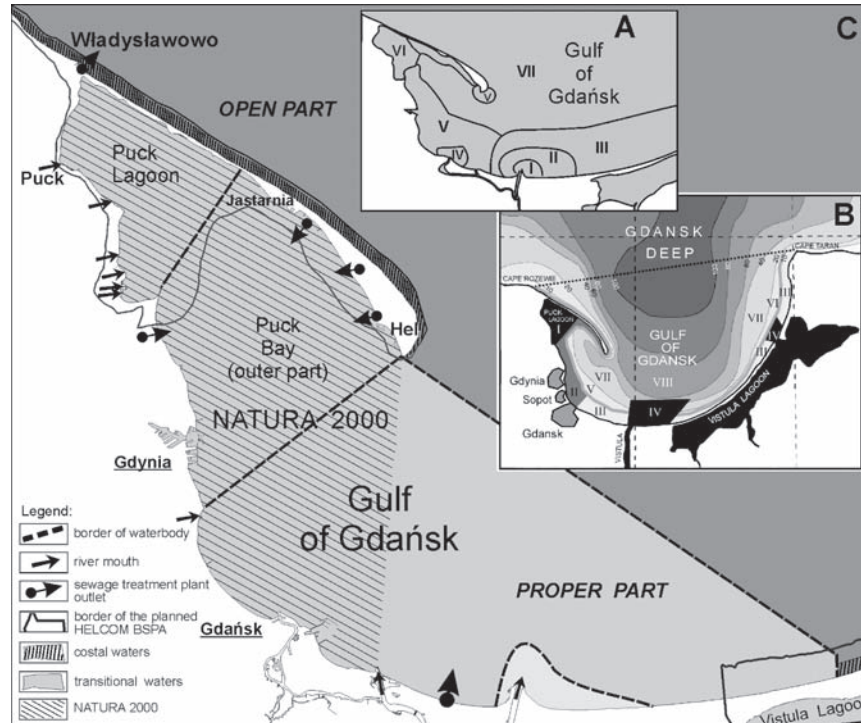 Władysławowo
OPEN PART
Puck
Lagoon
Puck
Jastarnia
Hel
Puck
Bay
(outer part)
NATURA 2000
Gdynia
Gulf
of Gdańsk
PROPER PART
Gdańsk
Vistula Lagoon
Legend:
border of waterbody
river mouth
sewage treatment plant
outlet
border of the planned
HELCOM BSPA
costal waters
transitional waters
NATURA 2000
A
VI
VII
Gulf
of
Gdańsk
V
V
IV
I
II
III
C
B
GDANSK
DEEP
CAPE ROZEWIE
CAPE TARAN
PUCK LAGOON
I
GULF
OF
GDANSK
VIII
VII
VI
III
VII
IV
III
Gdynia
Sopot
Gdansk
II
V
III
IV
VISTULA
VISTULA LAGOON